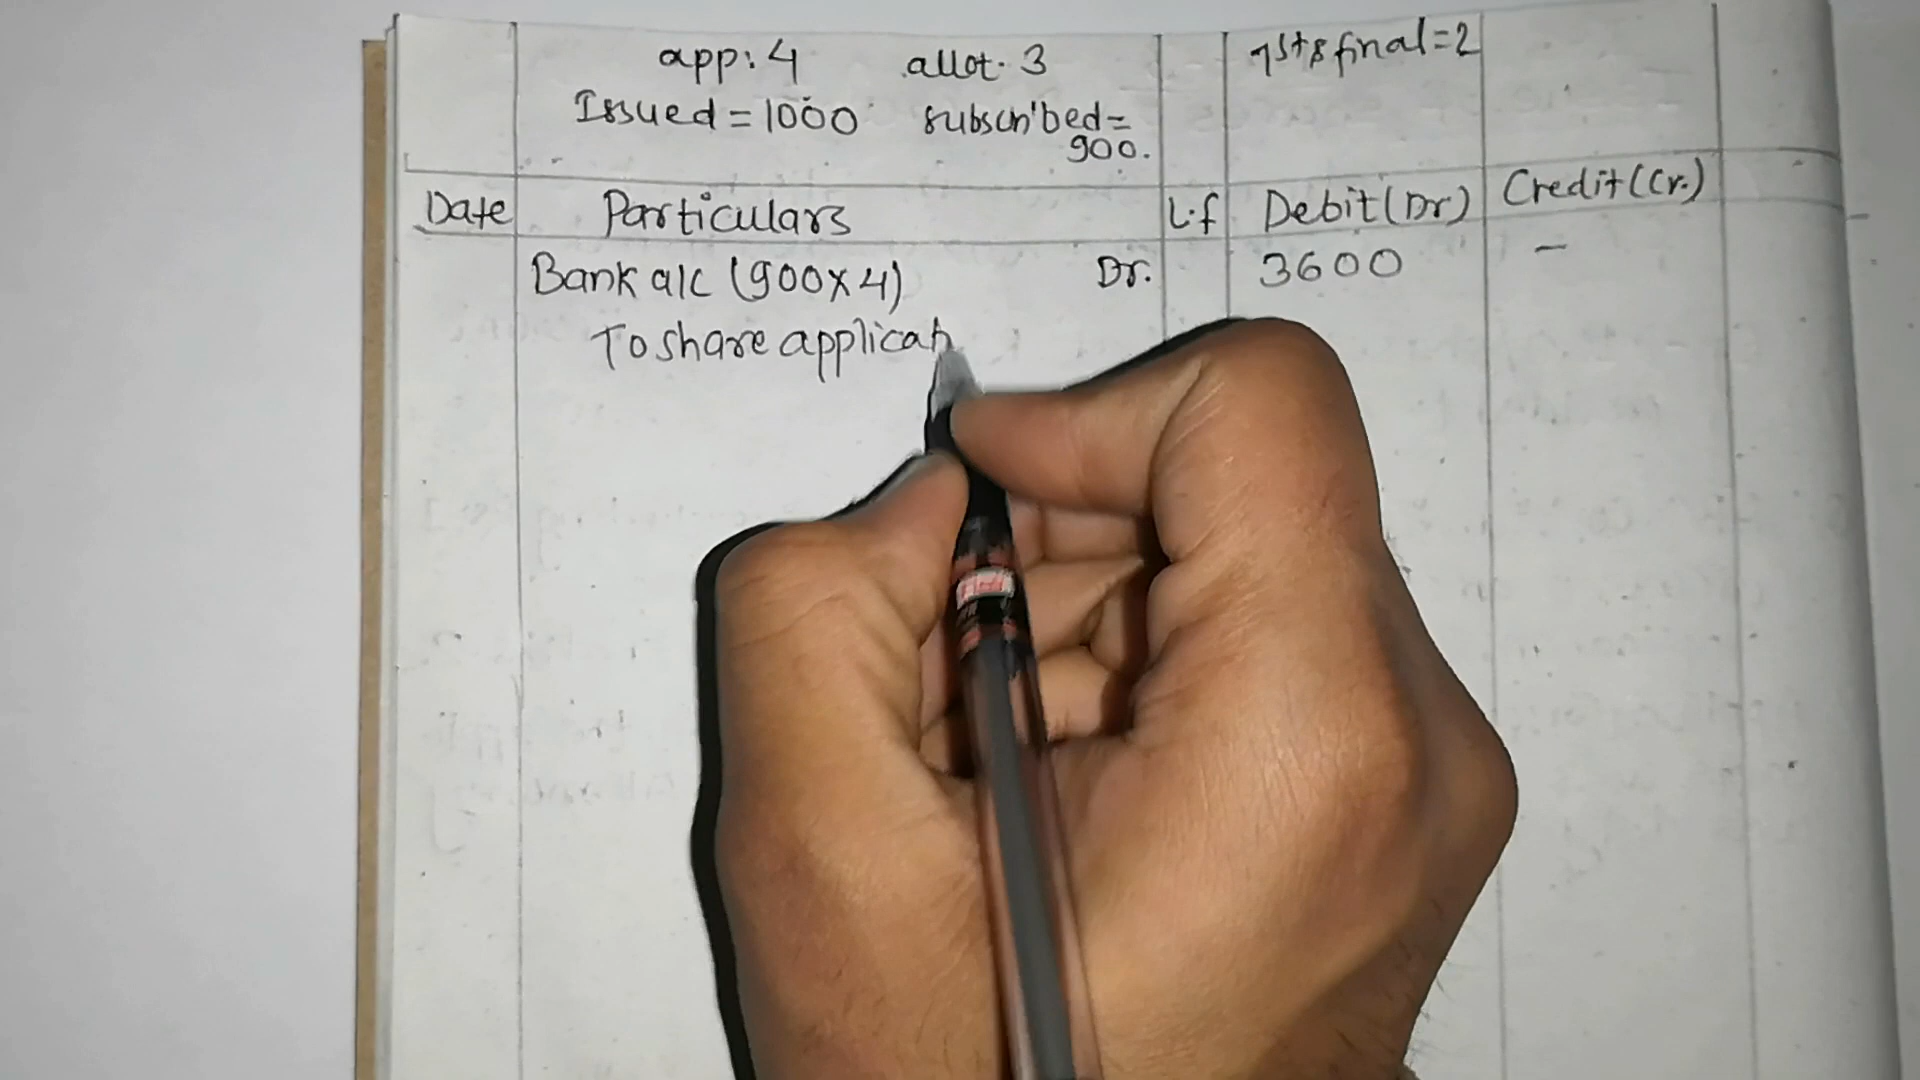 app: 4 allot. 3 1st & final = 2
Issued = 1000 subscribed =
900.
Date Particulars L.f Debit (Dr) Credit (Cr.)
Bank a/c (900x4) Dr. 3600 -
To share applicat